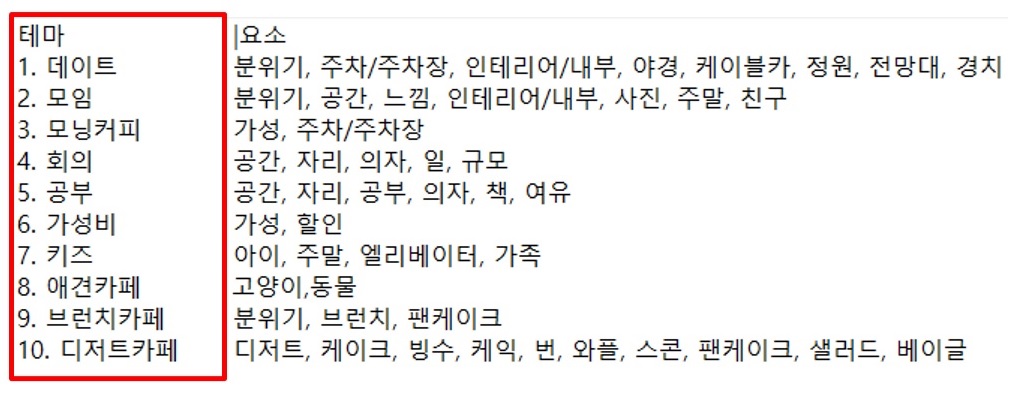 테마 |요소
1. 데이트 분위기, 주차/주차장, 인테리어/내부, 야경, 케이블카, 정원, 전망대, 경치
2. 모임 분위기, 공간, 느낌, 인테리어/내부, 사진, 주말, 친구
3. 모닝커피 가성, 주차/주차장
4. 회의 공간, 자리, 의자, 일, 규모
5. 공부 공간, 자리, 공부, 의자, 책, 여유
6. 가성비 가성, 할인
7. 키즈 아이, 주말, 엘리베이터, 가족
8. 애견카페 고양이,동물
9. 브런치카페 분위기, 브런치, 팬케이크
10. 디저트카페 디저트, 케이크, 빙수, 케익, 번, 와플, 스콘, 팬케이크, 샐러드, 베이글